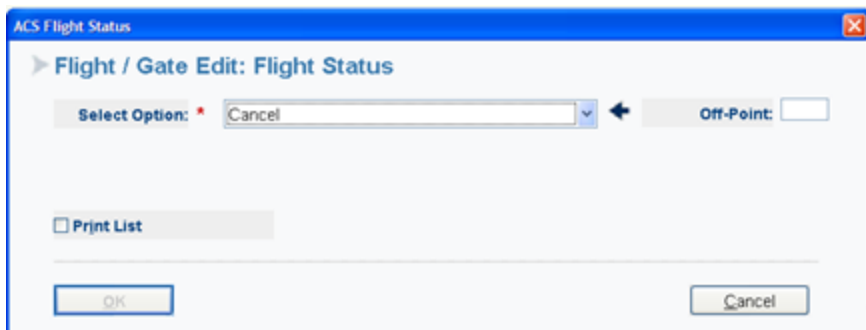 ACS Flight Status
Flight / Gate Edit: Flight Status
Select Option: * Cancel Off-Point:
Print List
OK Cancel